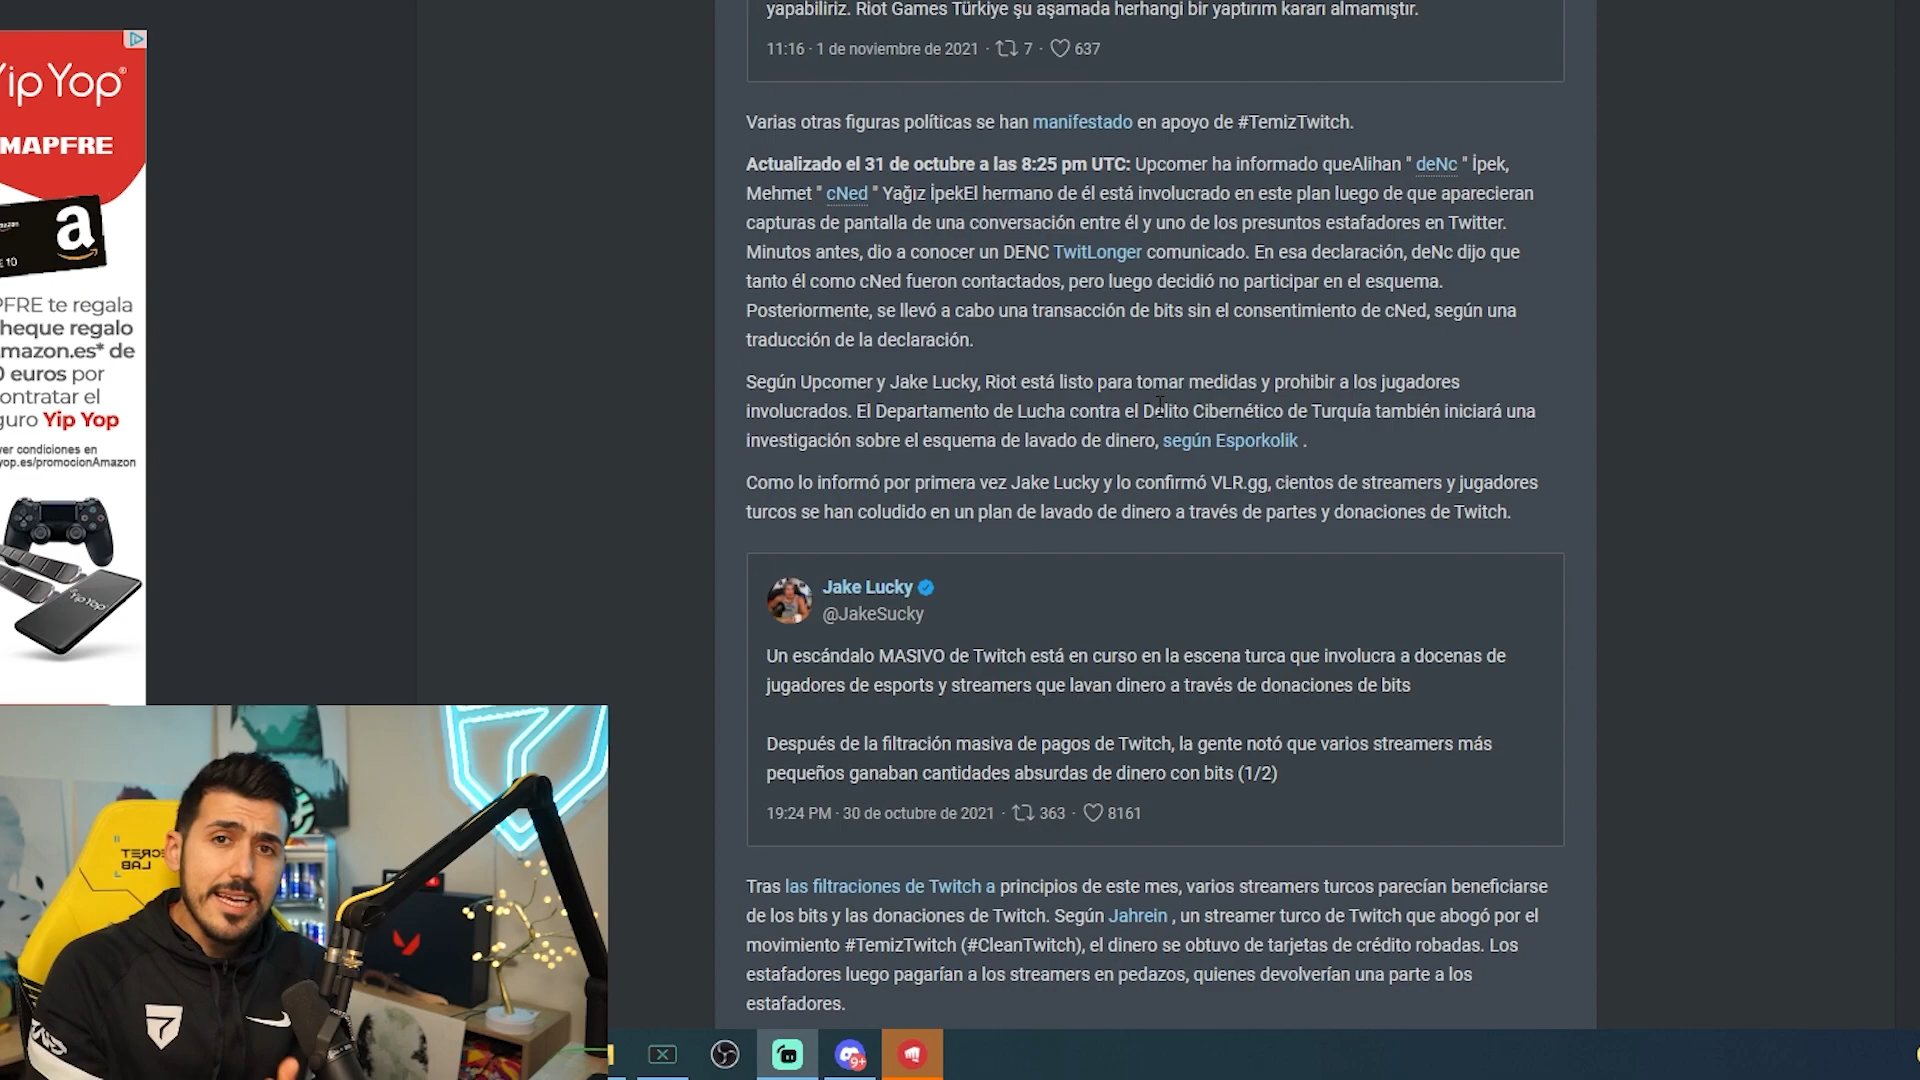 yapabiliriz. Riot Games Türkiye şu aşamada herhangi bir yaptırım kararı almamıştır.
11:16 · 1 de noviembre de 2021 · 7 · 637
Varias otras figuras políticas se han manifestado en apoyo de #TemizTwitch.
Actualizado el 31 de octubre a las 8:25 pm UTC: Upcomer ha informado queAlihan " deNc " İpek,
Mehmet " cNed " Yağız İpekEl hermano de él está involucrado en este plan luego de que aparecieran
capturas de pantalla de una conversación entre él y uno de los presuntos estafadores en Twitter.
Minutos antes, dio a conocer un DENC TwitLonger comunicado. En esa declaración, deNc dijo que
tanto él como cNed fueron contactados, pero luego decidió no participar en el esquema.
Posteriormente, se llevó a cabo una transacción de bits sin el consentimiento de cNed, según una
traducción de la declaración.
Según Upcomer y Jake Lucky, Riot está listo para tomar medidas y prohibir a los jugadores
involucrados. El Departamento de Lucha contra el Delito Cibernético de Turquía también iniciará una
investigación sobre el esquema de lavado de dinero, según Esporkolik .
Como lo informó por primera vez Jake Lucky y lo confirmó VLR.gg, cientos de streamers y jugadores
turcos se han coludido en un plan de lavado de dinero a través de partes y donaciones de Twitch.
Jake Lucky
@JakeSucky
Un escándalo MASIVO de Twitch está en curso en la escena turca que involucra a docenas de
jugadores de esports y streamers que lavan dinero a través de donaciones de bits
Después de la filtración masiva de pagos de Twitch, la gente notó que varios streamers más
pequeños ganaban cantidades absurdas de dinero con bits (1/2)
19:24 PM · 30 de octubre de 2021 · 363 · 8161
Tras las filtraciones de Twitch a principios de este mes, varios streamers turcos parecían beneficiarse
de los bits y las donaciones de Twitch. Según Jahrein , un streamer turco de Twitch que abogó por el
movimiento #TemizTwitch (#CleanTwitch), el dinero se obtuvo de tarjetas de crédito robadas. Los
estafadores luego pagarían a los streamers en pedazos, quienes devolverían una parte a los
estafadores.
Yip Yop®
MAPFRE
a
10
PFRE te regala
heque regalo
mazon.es* de
0 euros por
ontratar el
guro Yip Yop
ver condiciones en
yop.es/promocionAmazon
Yip Yop
SECRET
LAB
9+